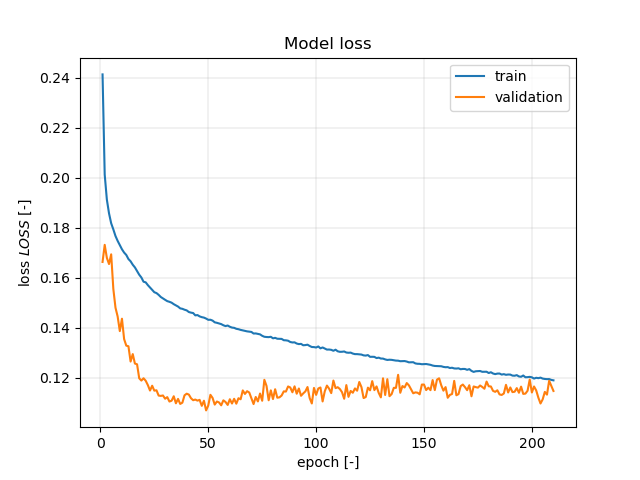 Model loss
train
validation
loss LOSS [-]
0.24
0.22
0.20
0.18
0.16
0.14
0.12
0 50 100 150 200
epoch [-]